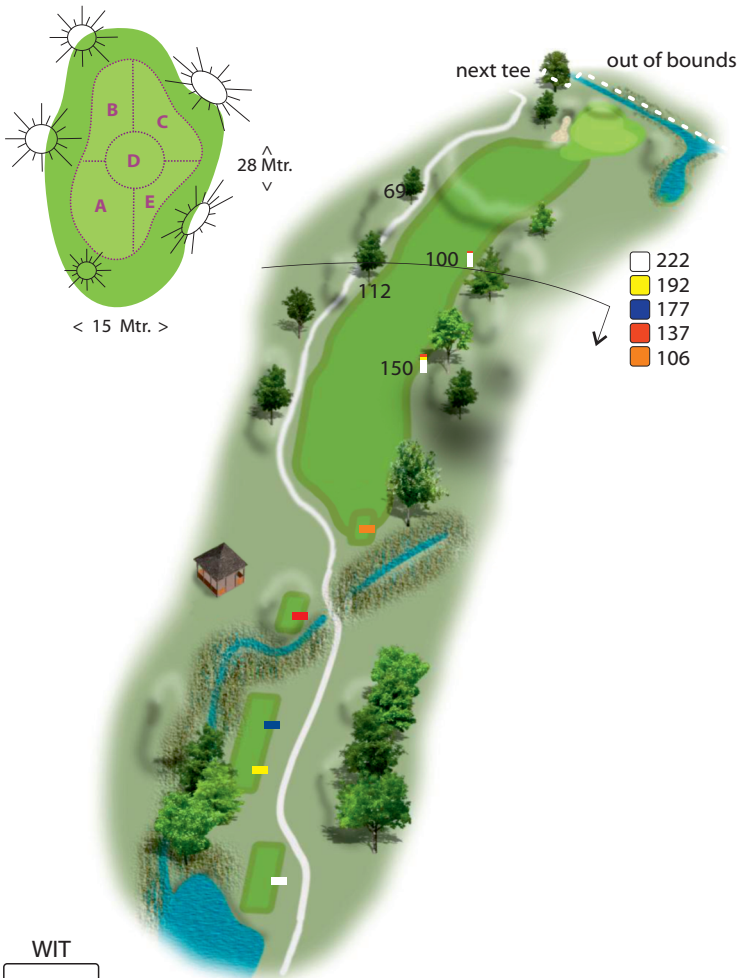 next tee
out of bounds
B
C
D
A
E
28 Mtr.
< 15 Mtr. >
69
100
112
150
222
192
177
137
106
WIT